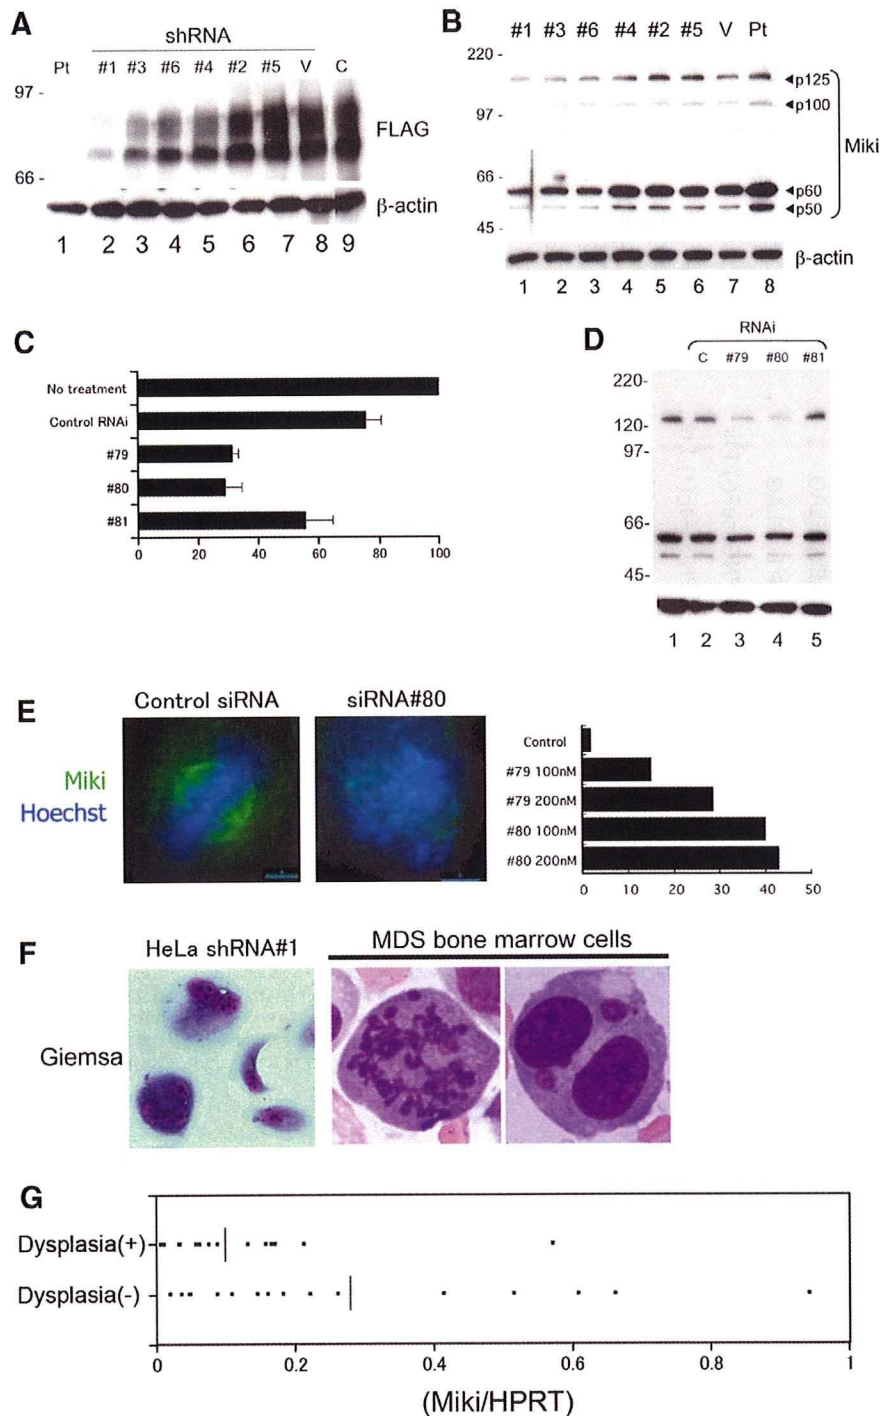 A
shRNA
Pt #1 #3 #6 #4 #2 #5 V C
97 -
FLAG
66 -
β-actin
1 2 3 4 5 6 7 8 9
B
#1 #3 #6 #4 #2 #5 V Pt
220 -
◄p125
97 -
◄p100
Miki
66 -
◄p60
◄p50
45 -
β-actin
1 2 3 4 5 6 7 8
C
No treatment
Control RNAi
#79
#80
#81
0 20 40 60 80 100
D
RNAi
C #79 #80 #81
220-
120-
97-
66-
45-
1 2 3 4 5
E
Control siRNA siRNA#80
Miki
Hoechst
Control
#79 100nM
#79 200nM
#80 100nM
#80 200nM
0 10 20 30 40 50
F
HeLa shRNA#1 MDS bone marrow cells
Giemsa
G
Dysplasia(+)
Dysplasia(-)
0 0.2 0.4 0.6 0.8 1
(Miki/HPRT)